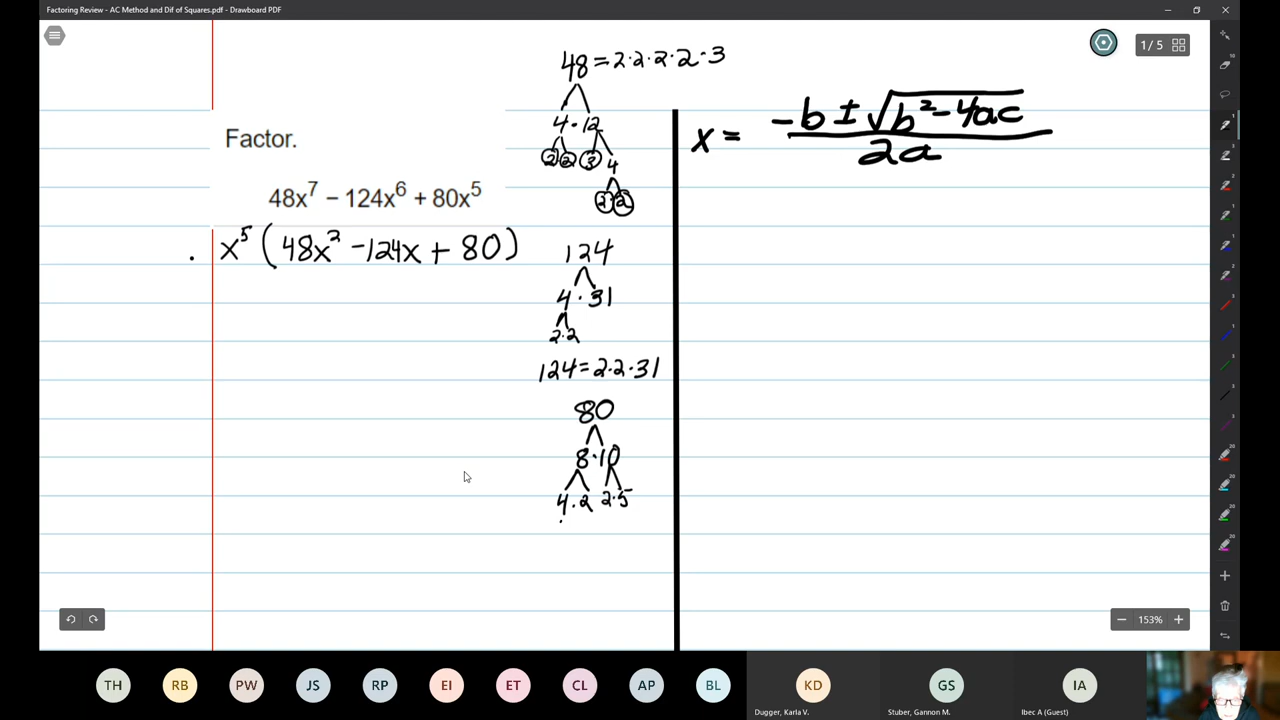 Factoring Review - AC Method and Dif of Squares.pdf - Drawboard PDF
1 / 5
Factor.
48x⁷ − 124x⁶ + 80x⁵
. x⁵ ( 48x² - 124x + 80 )
48 = 2·2·2·2·3
4 · 12
2 2 3 4
2 · 2
124
4 · 31
2·2
124 = 2·2·31
80
8·10
4·2 2·5
x = -b ± √b² - 4ac
2a
153%
TH RB PW JS RP EI ET CL AP BL KD GS IA
Dugger, Karla V. Stuber, Gannon M. Ibec A (Guest)